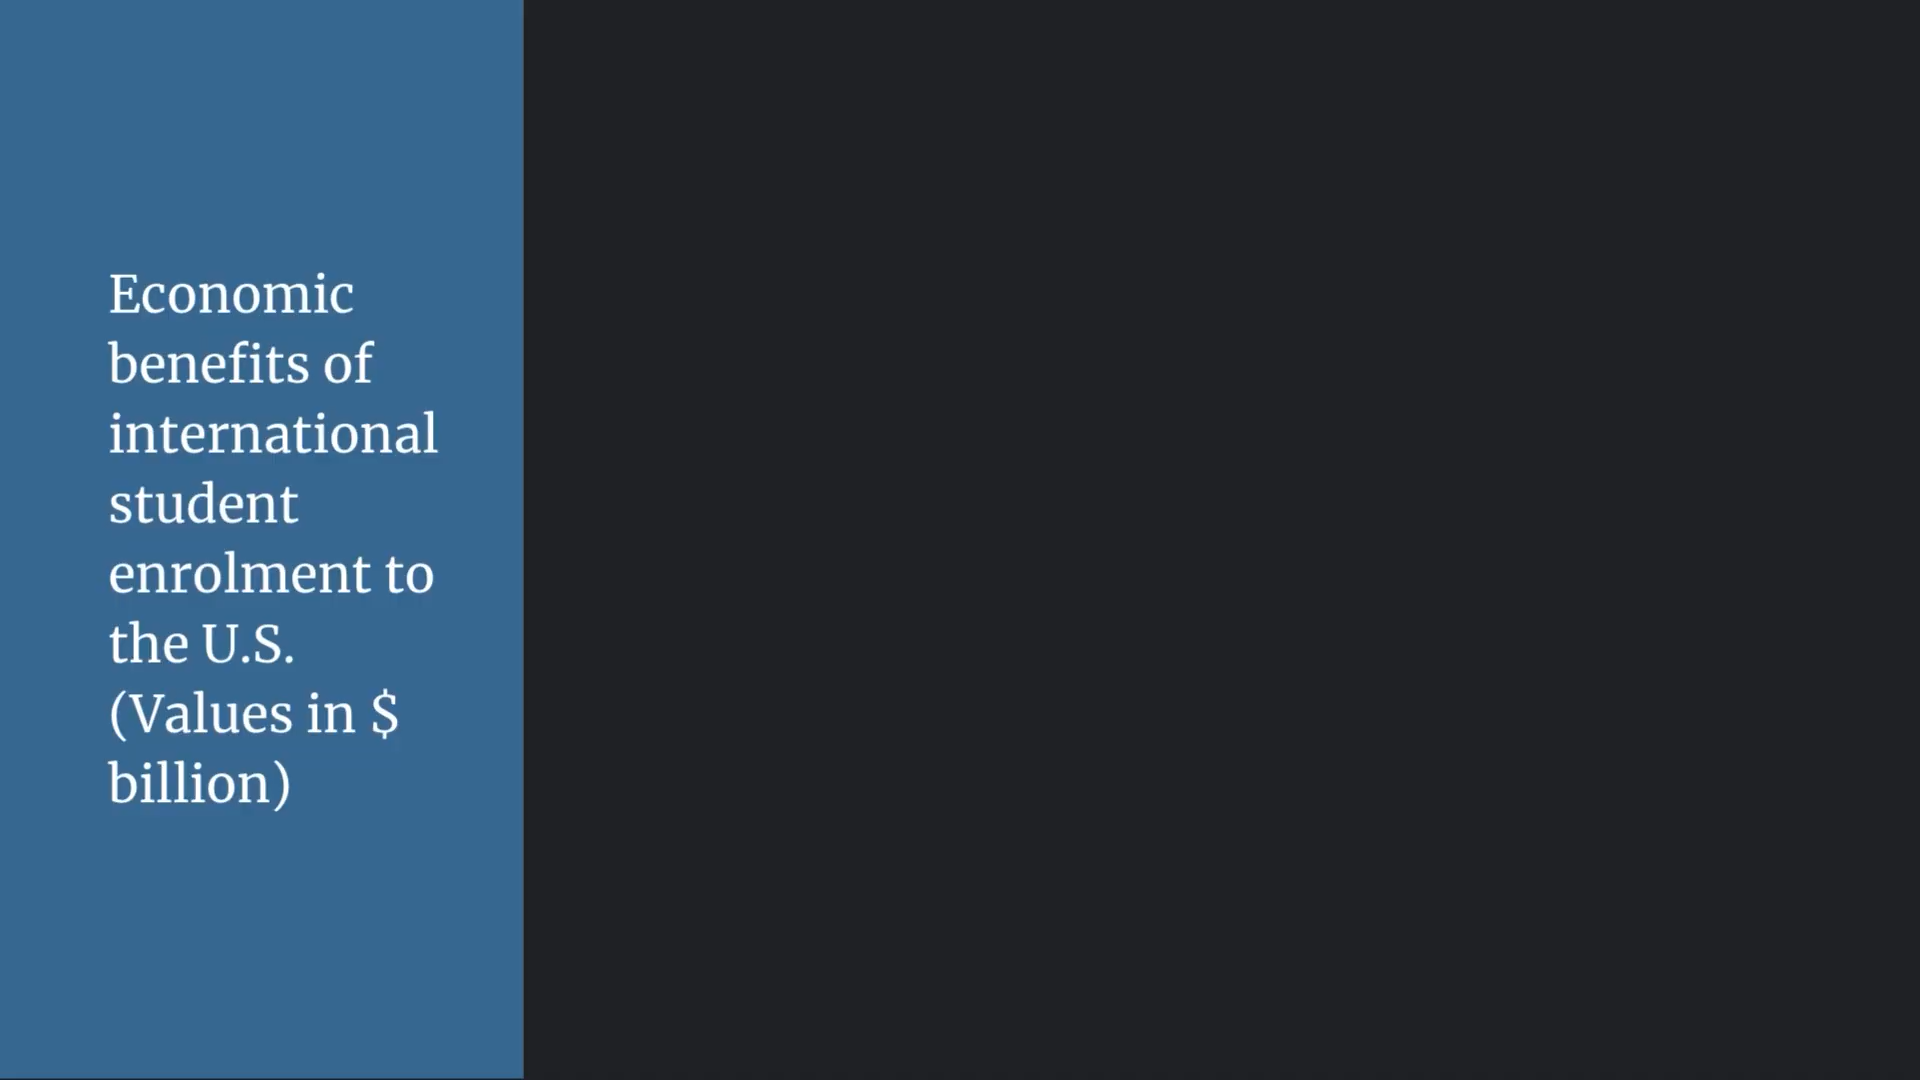 Economic
benefits of
international
student
enrolment to
the U.S.
(Values in $
billion)